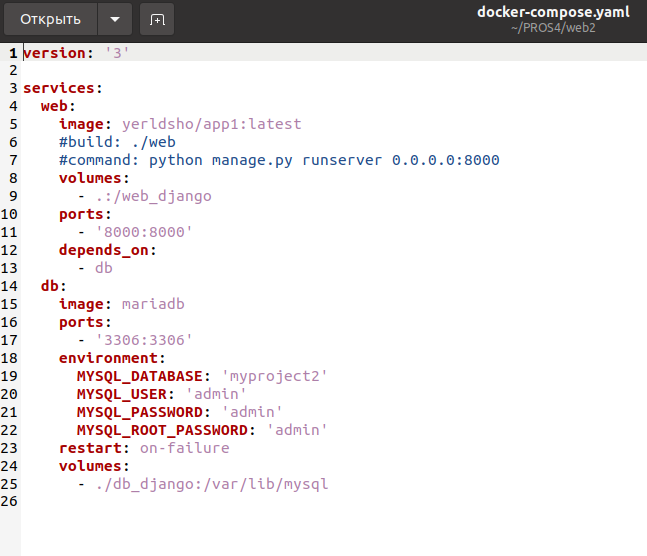 Открыть
docker-compose.yaml
~/PROS4/web2
1 version: '3'
2
3 services:
4   web:
5     image: yerldsho/app1:latest
6     #build: ./web
7     #command: python manage.py runserver 0.0.0.0:8000
8     volumes:
9       - .:/web_django
10     ports:
11       - '8000:8000'
12     depends_on:
13       - db
14   db:
15     image: mariadb
16     ports:
17       - '3306:3306'
18     environment:
19       MYSQL_DATABASE: 'myproject2'
20       MYSQL_USER: 'admin'
21       MYSQL_PASSWORD: 'admin'
22       MYSQL_ROOT_PASSWORD: 'admin'
23     restart: on-failure
24     volumes:
25       - ./db_django:/var/lib/mysql
26